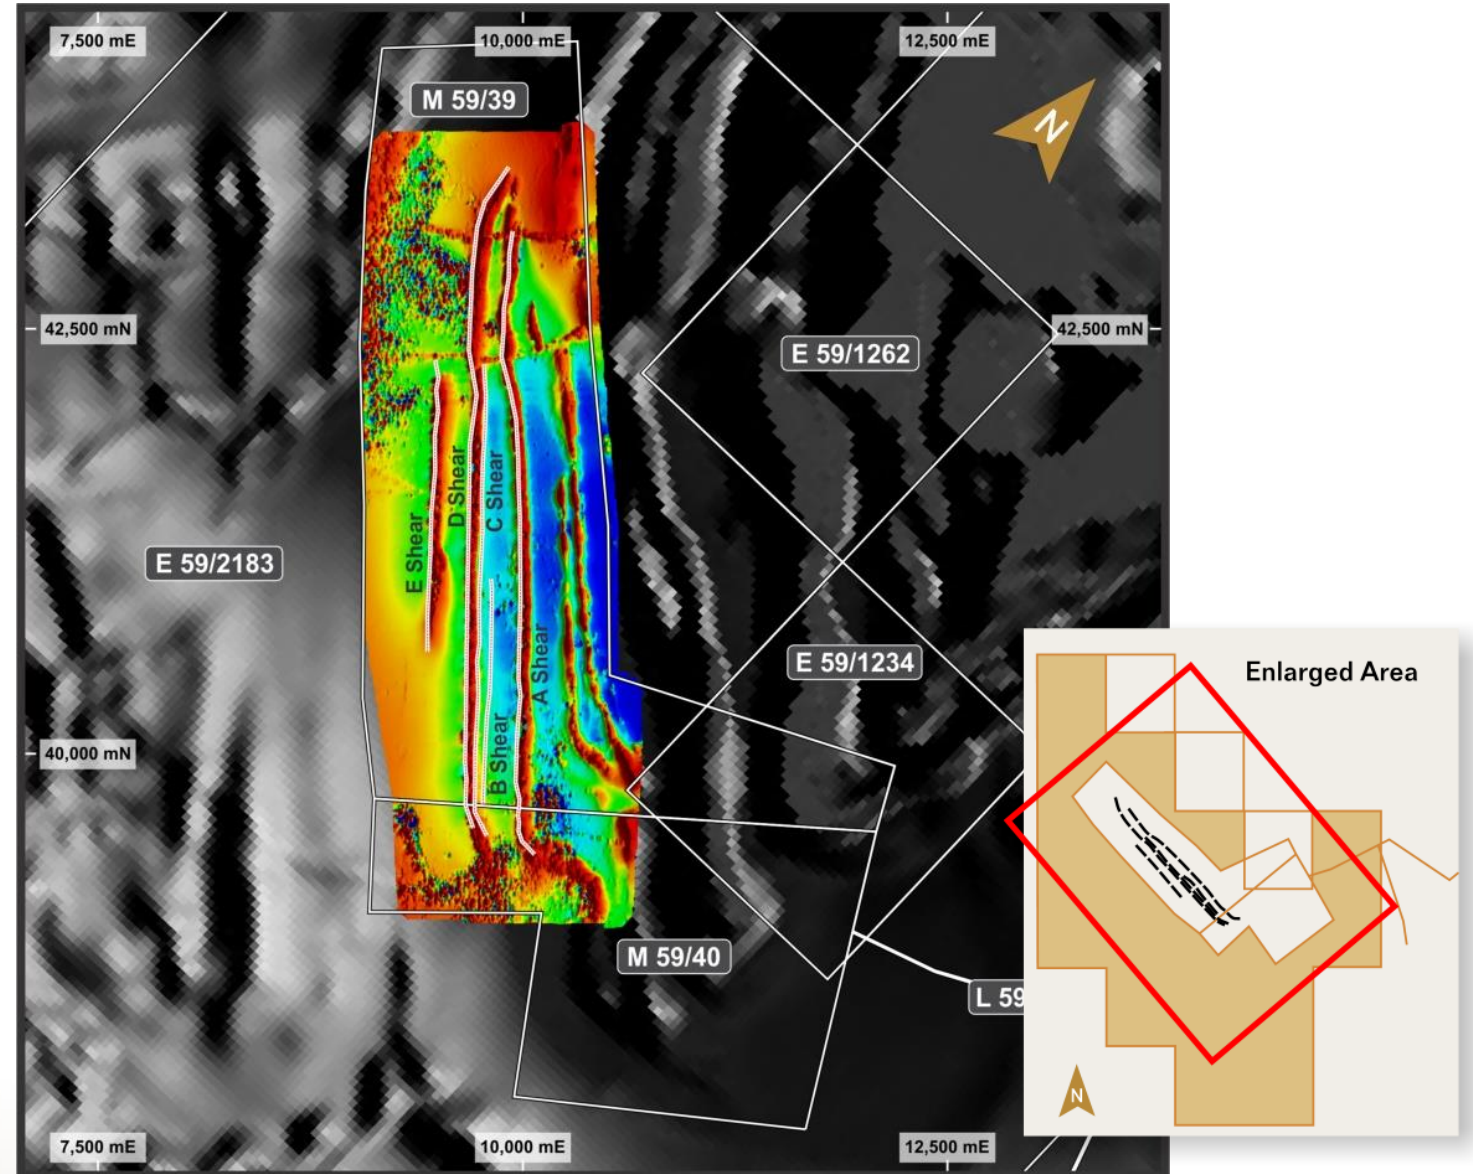 7,500 mE
10,000 mE
12,500 mE
M 59/39
N
42,500 mN
42,500 mN
E 59/1262
D Shear
C Shear
E Shear
E 59/2183
A Shear
E 59/1234
B Shear
Enlarged Area
40,000 mN
M 59/40
L 59
N
7,500 mE
10,000 mE
12,500 mE